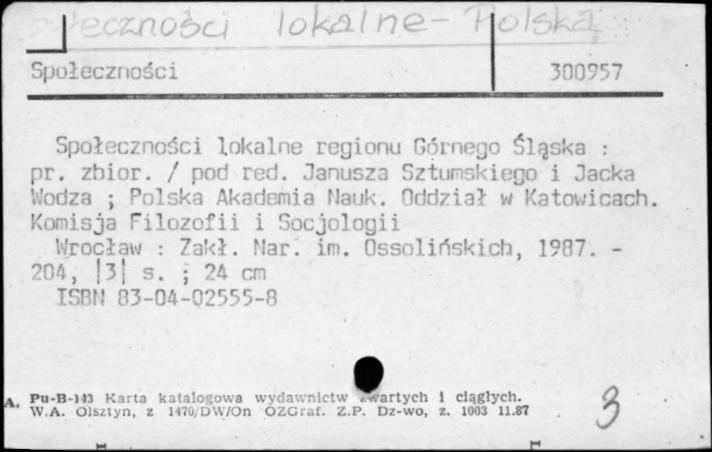 Społeczności lokalne - Polska
Społeczności 300957
Społeczności lokalne regionu Górnego Śląska :
pr. zbior. / pod red. Janusza Sztumskiego i Jacka
Wodza ; Polska Akademia Nauk. Oddział w Katowicach.
Komisja Filozofii i Socjologii
Wrocław : Zakł. Nar. im. Ossolińskich, 1987. -
204, |3| s. ; 24 cm
ISBN 83-04-02555-8
A. Pu-B-143 Karta katalogowa wydawnictw zwartych i ciągłych.
W.A. Olsztyn, z 1470/DW/On OZGraf. Z.P. Dz-wo, z. 1003 11.87
3